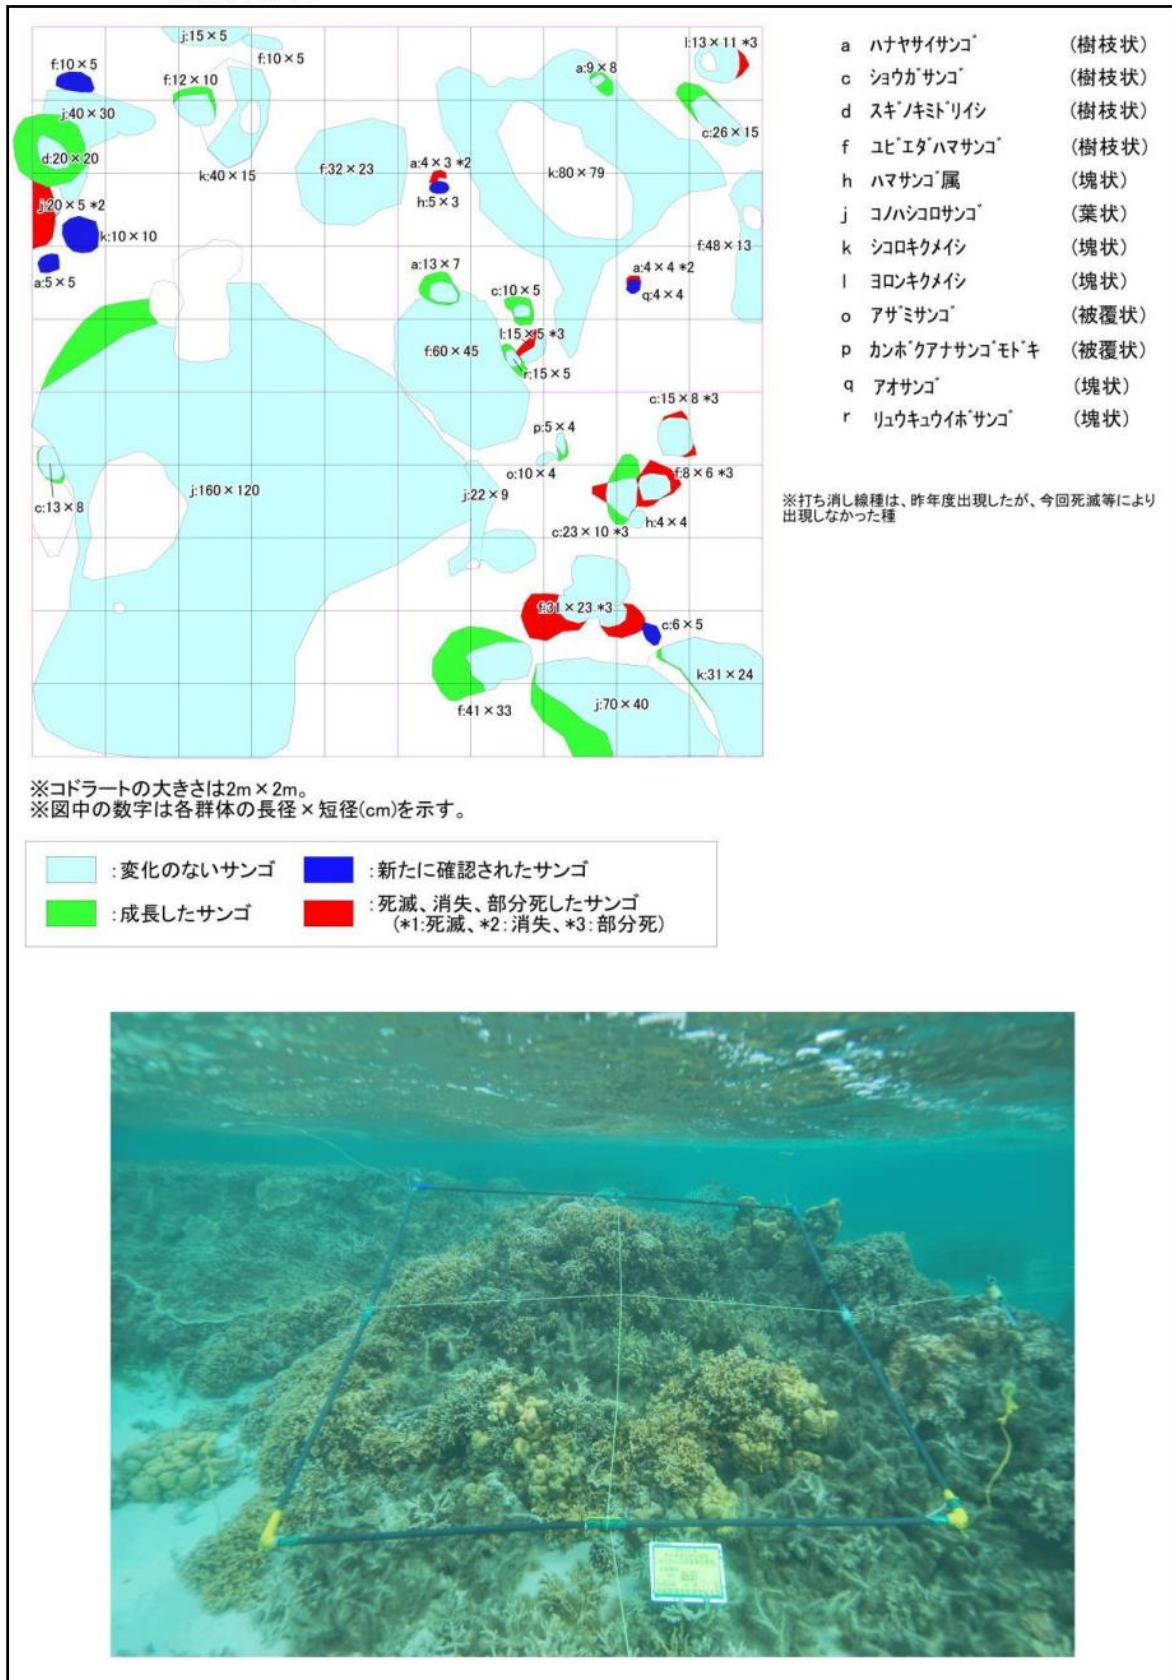 j:15×5
f:10×5
f:10×5
f:12×10
a:9×8
l:13×11 *3
j:40×30
c:26×15
d:20×20
k:40×15
f:32×23
a:4×3 *2
h:5×3
k:80×79
j:20×5 *2
k:10×10
f:48×13
a:5×5
a:13×7
c:10×5
a:4×4 *2
q:4×4
l:15×5 *3
f:60×45
r:15×5
c:15×8 *3
p:5×4
o:10×4
f:8×6 *3
c:13×8
j:160×120
j:22×9
h:4×4
c:23×10 *3
f:31×23 *3
c:6×5
k:31×24
f:41×33
j:70×40
a ハナヤサイサンゴ (樹枝状)
c ショウガサンゴ (樹枝状)
d スギノキミドリイシ (樹枝状)
f ユビエダハマサンゴ (樹枝状)
h ハマサンゴ属 (塊状)
j コノハシコロサンゴ (葉状)
k シコロキクメイシ (塊状)
l ヨロンキクメイシ (塊状)
o アザミサンゴ (被覆状)
p カンボクアナサンゴモドキ (被覆状)
q アオサンゴ (塊状)
r リュウキュウイボサンゴ (塊状)
※打ち消し線種は、昨年度出現したが、今回死滅等により
出現しなかった種
※コドラートの大きさは2m×2m。
※図中の数字は各群体の長径×短径(cm)を示す。
:変化のないサンゴ
:新たに確認されたサンゴ
:成長したサンゴ
:死滅、消失、部分死したサンゴ
(*1:死滅、*2:消失、*3:部分死)